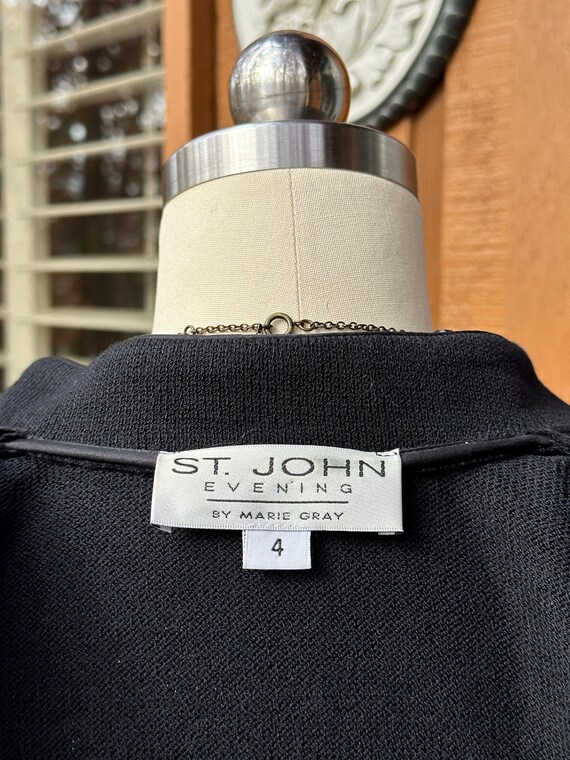 ST. JOHN
EVENING
BY MARIE GRAY
4